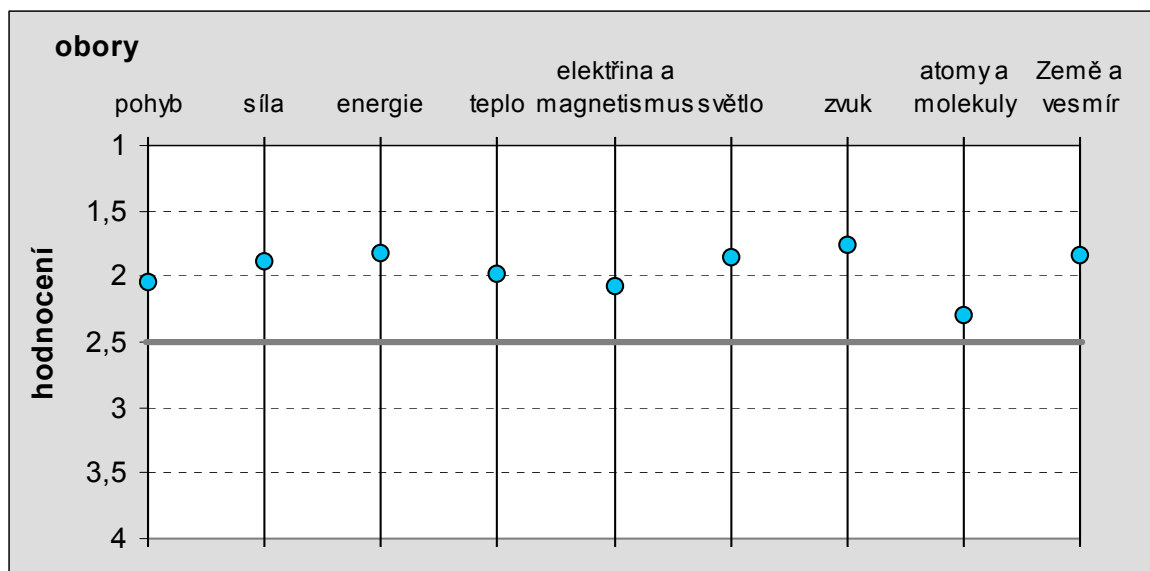 obory
elektřina a atomy a Země a
pohyb síla energie teplo magnetismus světlo zvuk molekuly vesmír
1
1,5
2
2,5
3
3,5
4
hodnocení